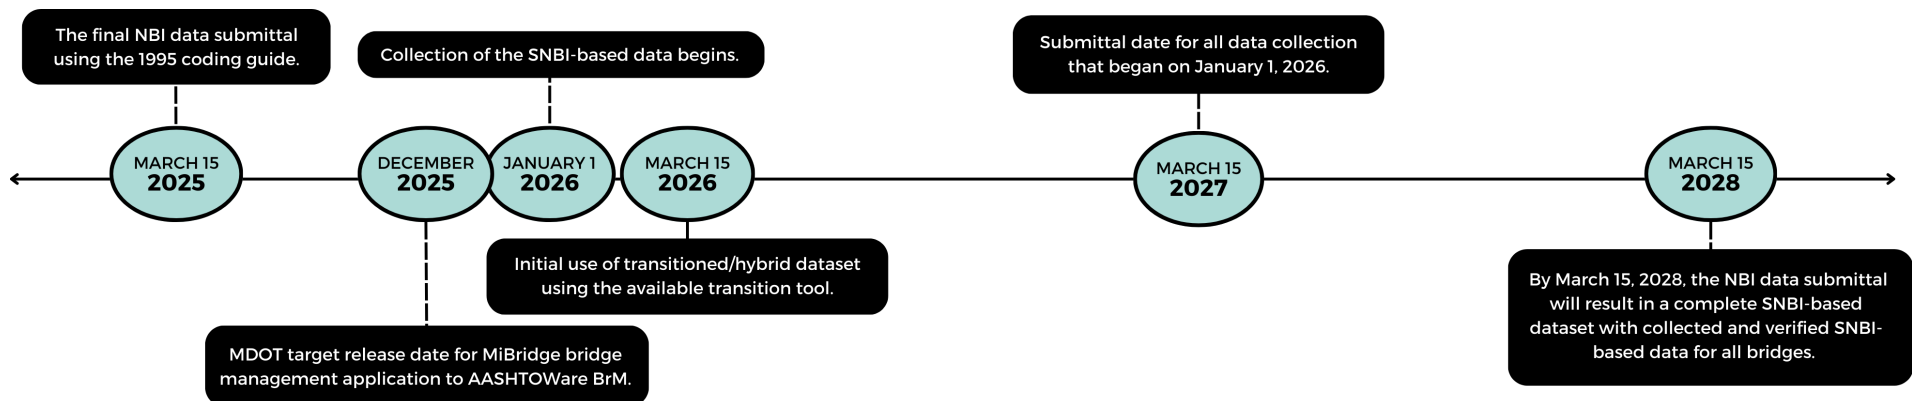 The final NBI data submittal
using the 1995 coding guide.
Collection of the SNBI-based data begins.
Submittal date for all data collection
that began on January 1, 2026.
MARCH 15
2025
DECEMBER
2025
JANUARY 1
2026
MARCH 15
2026
MARCH 15
2027
MARCH 15
2028
Initial use of transitioned/hybrid dataset
using the available transition tool.
MDOT target release date for MiBridge bridge
management application to AASHTOWare BrM.
By March 15, 2028, the NBI data submittal
will result in a complete SNBI-based
dataset with collected and verified SNBI-
based data for all bridges.